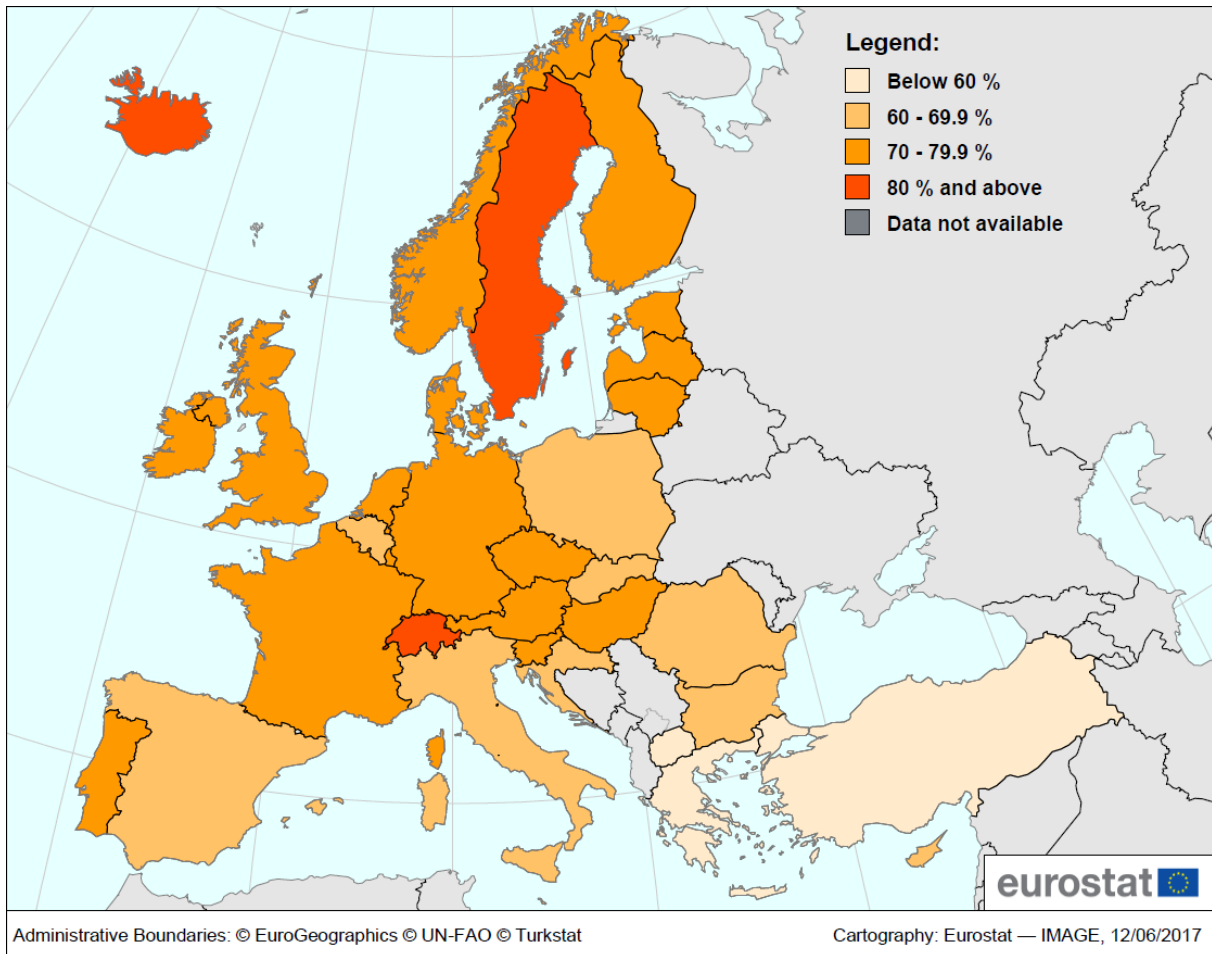 Legend:
Below 60 %
60 - 69.9 %
70 - 79.9 %
80 % and above
Data not available
eurostat
Administrative Boundaries: © EuroGeographics © UN-FAO © Turkstat
Cartography: Eurostat — IMAGE, 12/06/2017